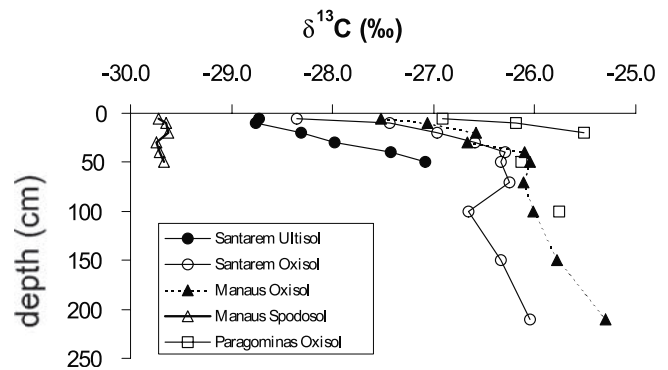 δ¹³C (‰)
-30.0 -29.0 -28.0 -27.0 -26.0 -25.0
0
50
100
150
200
250
depth (cm)
Santarem Ultisol
Santarem Oxisol
Manaus Oxisol
Manaus Spodosol
Paragominas Oxisol